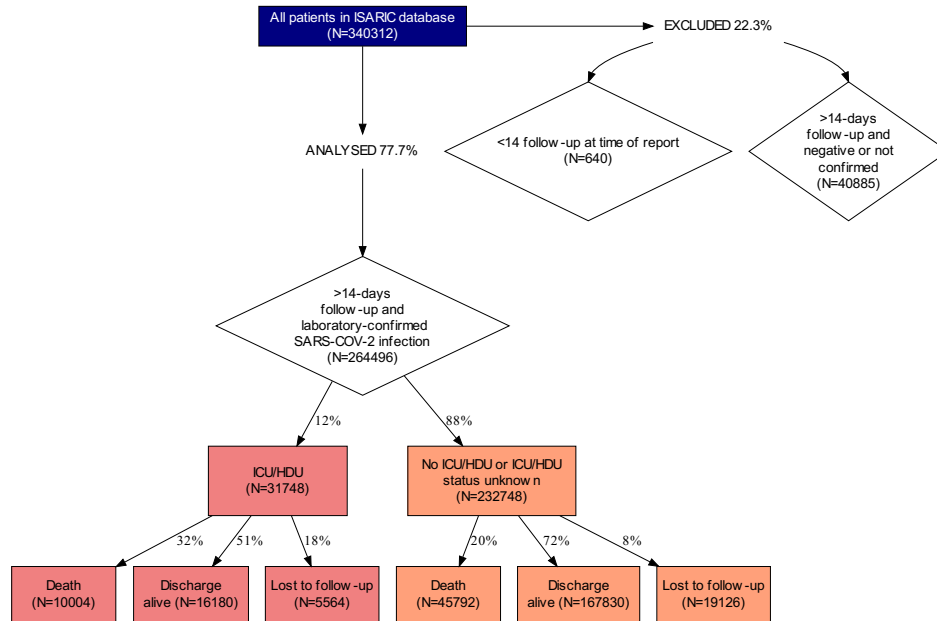 All patients in ISARIC database
(N=340312)
EXCLUDED 22.3%
ANALYSED 77.7%
<14 follow-up at time of report
(N=640)
>14-days
follow-up and
negative or not
confirmed
(N=40885)
>14-days
follow-up and
laboratory-confirmed
SARS-COV-2 infection
(N=264496)
12%
88%
ICU/HDU
(N=31748)
No ICU/HDU or ICU/HDU
status unknown
(N=232748)
32%
51%
18%
20%
72%
8%
Death
(N=10004)
Discharge
alive (N=16180)
Lost to follow-up
(N=5564)
Death
(N=45792)
Discharge
alive (N=167830)
Lost to follow-up
(N=19126)